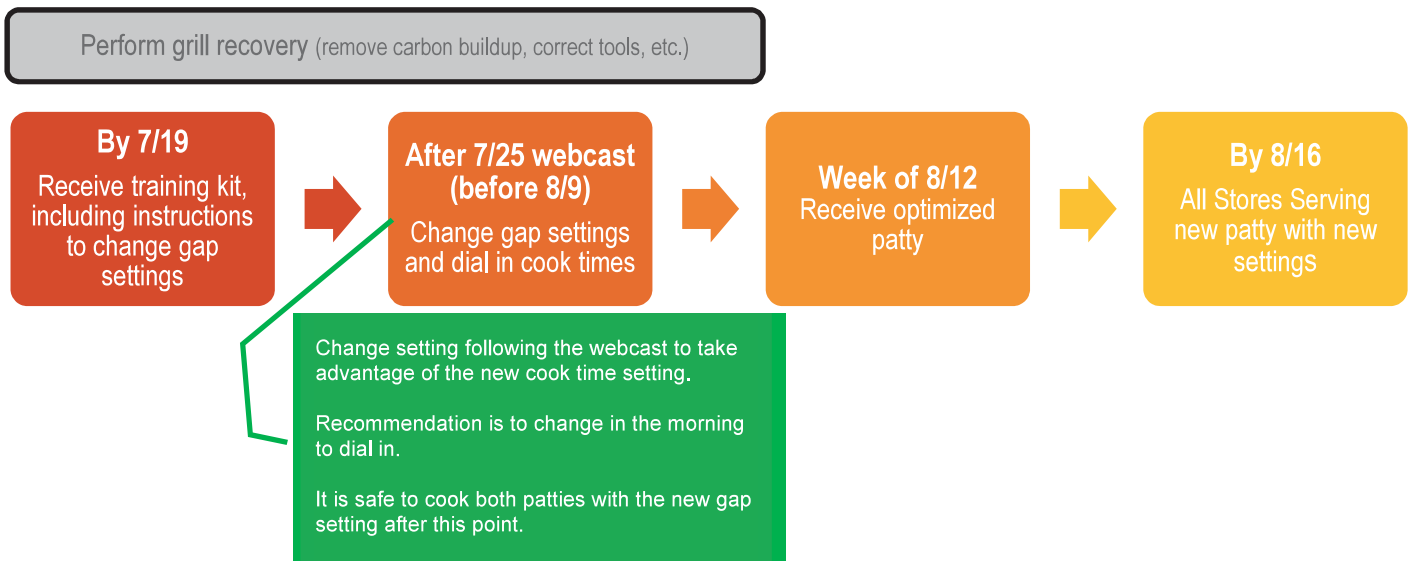 Perform grill recovery (remove carbon buildup, correct tools, etc.)
By 7/19
Receive training kit,
including instructions
to change gap
settings
After 7/25 webcast
(before 8/9)
Change gap settings
and dial in cook times
Week of 8/12
Receive optimized
patty
By 8/16
All Stores Serving
new patty with new
settings
Change setting following the webcast to take
advantage of the new cook time setting.
Recommendation is to change in the morning
to dial in.
It is safe to cook both patties with the new gap
setting after this point.